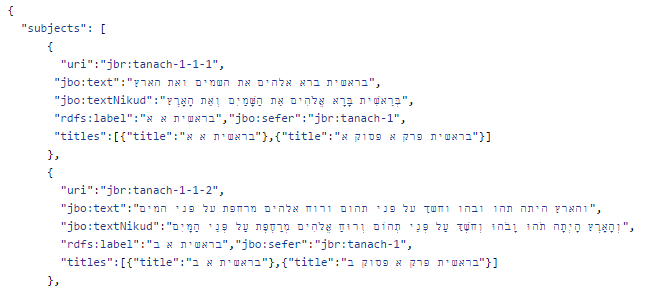 {
"subjects": [
{
"uri":"jbr:tanach-1-1-1",
"jbo:text":"בראשית ברא אלהים את השמים ואת הארץ",
"jbo:textNikud":"בְּרֵאשִׁית בָּרָא אֱלֹהִים אֵת הַשָּׁמַיִם וְאֵת הָאָרֶץ",
"rdfs:label":"בראשית א א","jbo:sefer":"jbr:tanach-1",
"titles":[{"title":"בראשית א א"},{"title":"בראשית פרק א פסוק א"}]
},
{
"uri":"jbr:tanach-1-1-2",
"jbo:text":"והארץ היתה תהו ובהו וחשך על פני תהום ורוח אלהים מרחפת על פני המים",
"jbo:textNikud":"וְהָאָרֶץ הָיְתָה תֹהוּ וָבֹהוּ וְחֹשֶׁךְ עַל פְּנֵי תְהוֹם וְרוּחַ אֱלֹהִים מְרַחֶפֶת עַל פְּנֵי הַמָּיִם",
"rdfs:label":"בראשית א ב","jbo:sefer":"jbr:tanach-1",
"titles":[{"title":"בראשית א ב"},{"title":"בראשית פרק א פסוק ב"}]
},